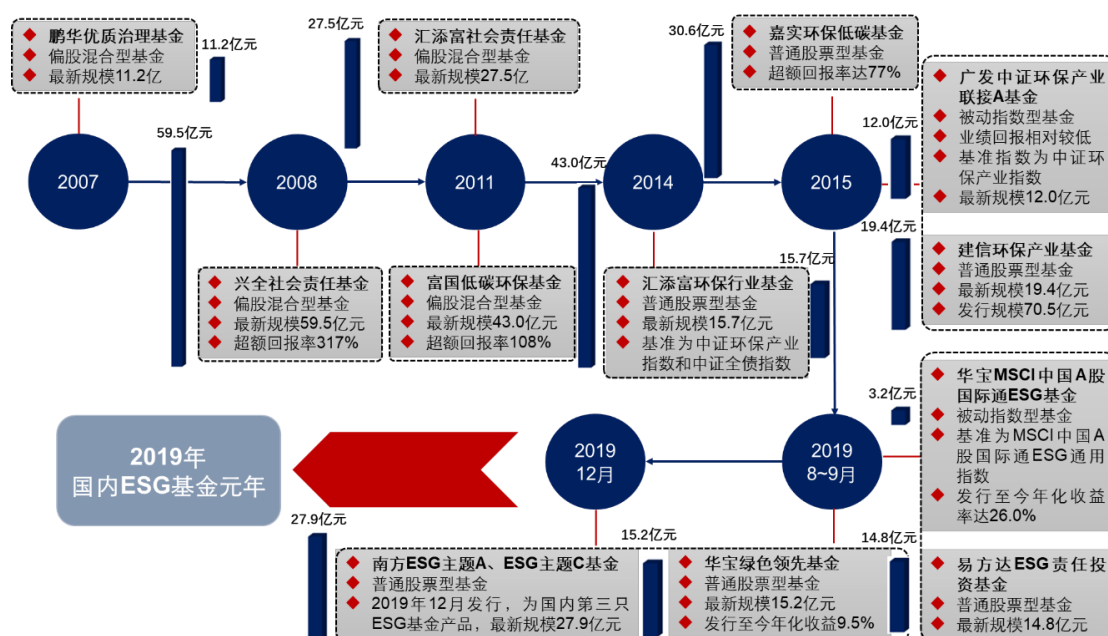 鹏华优质治理基金
偏股混合型基金
最新规模11.2亿
11.2亿元
27.5亿元
汇添富社会责任基金
偏股混合型基金
最新规模27.5亿
30.6亿元
嘉实环保低碳基金
普通股票型基金
超额回报率达77%
广发中证环保产业
联接A基金
被动指数型基金
业绩回报相对较低
基准指数为中证环
保产业指数
最新规模12.0亿元
12.0亿元
59.5亿元
43.0亿元
2007
2008
2011
2014
2015
19.4亿元
建信环保产业基金
普通股票型基金
最新规模19.4亿元
发行规模70.5亿元
15.7亿元
兴全社会责任基金
偏股混合型基金
最新规模59.5亿元
超额回报率317%
富国低碳环保基金
偏股混合型基金
最新规模43.0亿元
超额回报率108%
汇添富环保行业基金
普通股票型基金
最新规模15.7亿元
基准为中证环保产业
指数和中证全债指数
3.2亿元
华宝MSCI中国A股
国际通ESG基金
被动指数型基金
基准为MSCI中国A
股国际通ESG通用
指数
发行至今年化收益
率达26.0%
2019年
国内ESG基金元年
2019
12月
2019
8~9月
27.9亿元
南方ESG主题A、ESG主题C基金
普通股票型基金
2019年12月发行，为国内第三只
ESG基金产品，最新规模27.9亿元
15.2亿元
华宝绿色领先基金
普通股票型基金
最新规模15.2亿元
发行至今年化收益9.5%
14.8亿元
易方达ESG责任投
资基金
普通股票型基金
最新规模14.8亿元